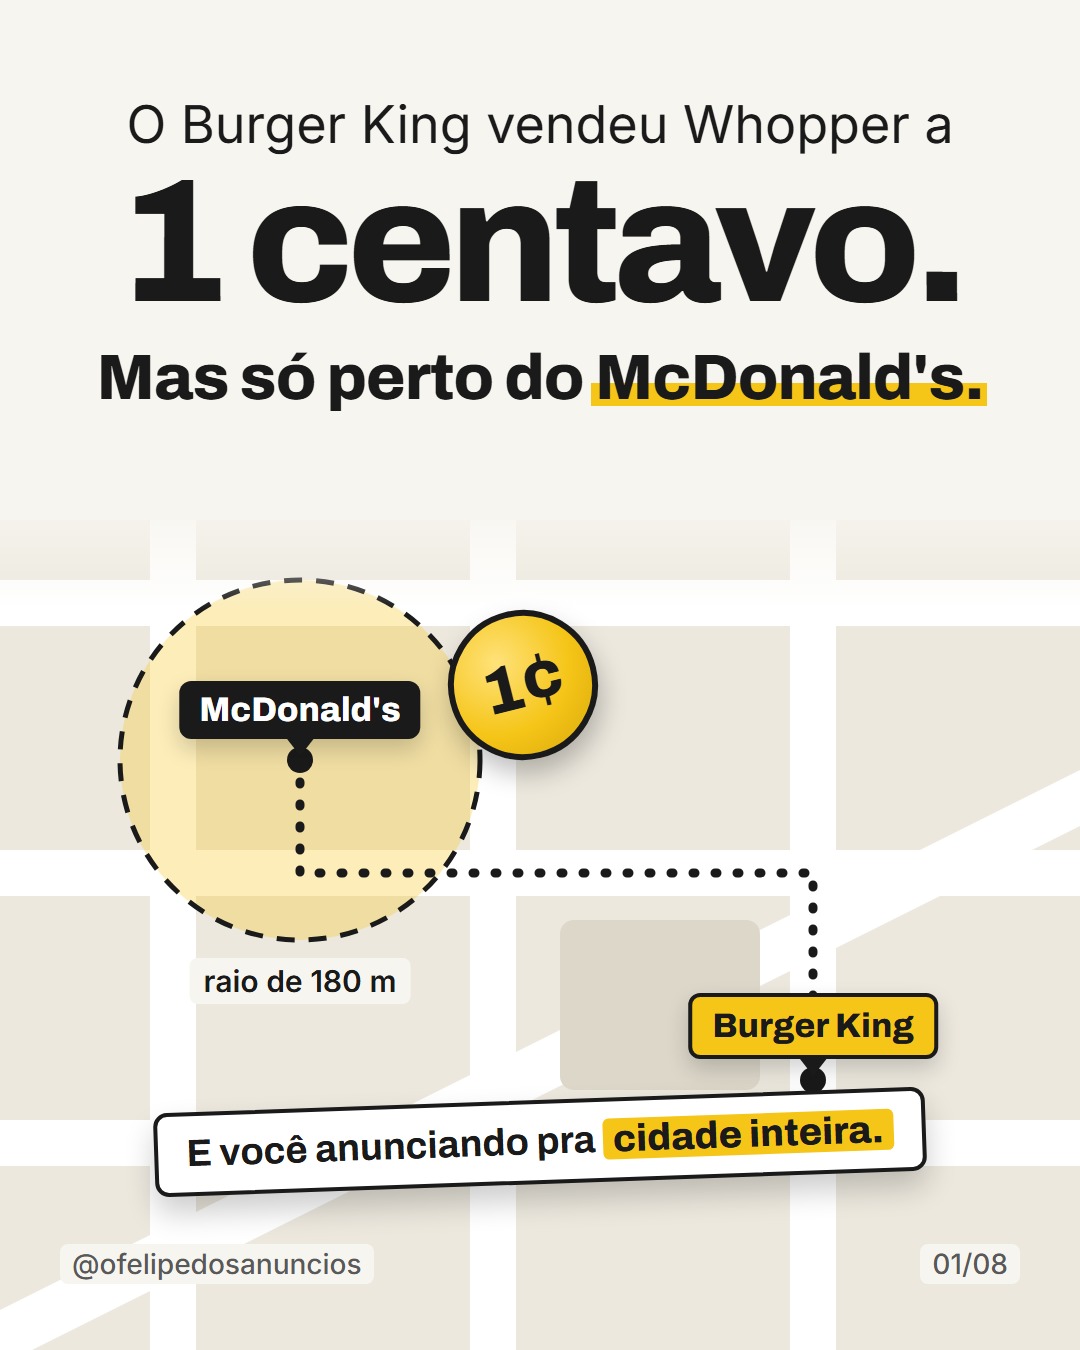 O Burger King vendeu Whopper a
1 centavo.
Mas só perto do McDonald's.
1¢
McDonald's
raio de 180 m
Burger King
E você anunciando pra cidade inteira.
@ofelipedosanuncios
01/08